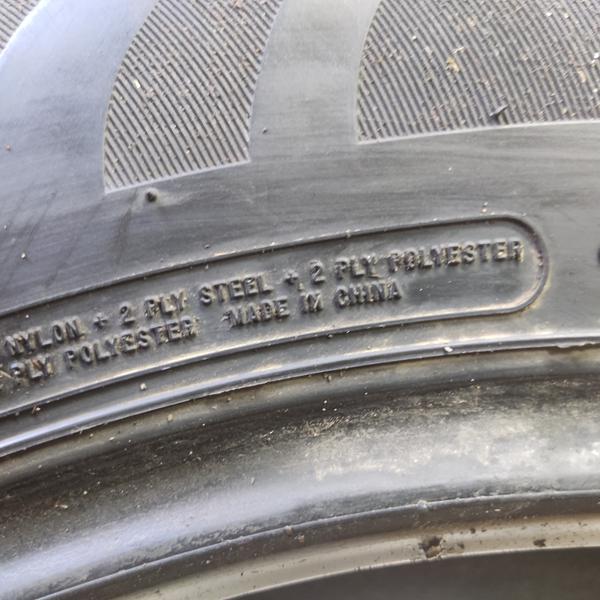 NYLON + 2 PLY STEEL + 2 PLY POLYESTER
PLY POLYESTER MADE IN CHINA